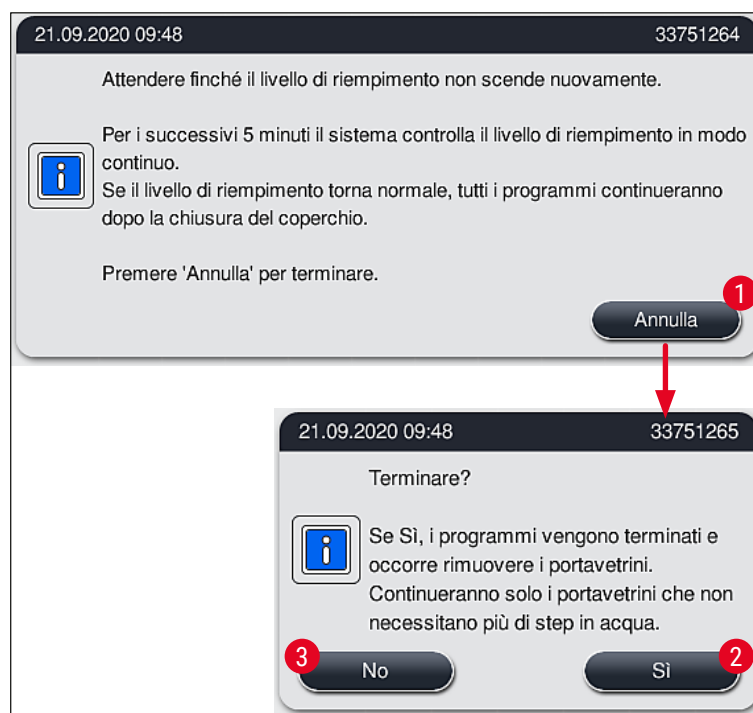 21.09.2020 09:48 33751264
Attendere finché il livello di riempimento non scende nuovamente.
Per i successivi 5 minuti il sistema controlla il livello di riempimento in modo
continuo.
Se il livello di riempimento torna normale, tutti i programmi continueranno
dopo la chiusura del coperchio.
Premere 'Annulla' per terminare.
1
Annulla
21.09.2020 09:48 33751265
Terminare?
Se Sì, i programmi vengono terminati e
occorre rimuovere i portavetrini.
Continueranno solo i portavetrini che non
necessitano più di step in acqua.
3 No Sì 2